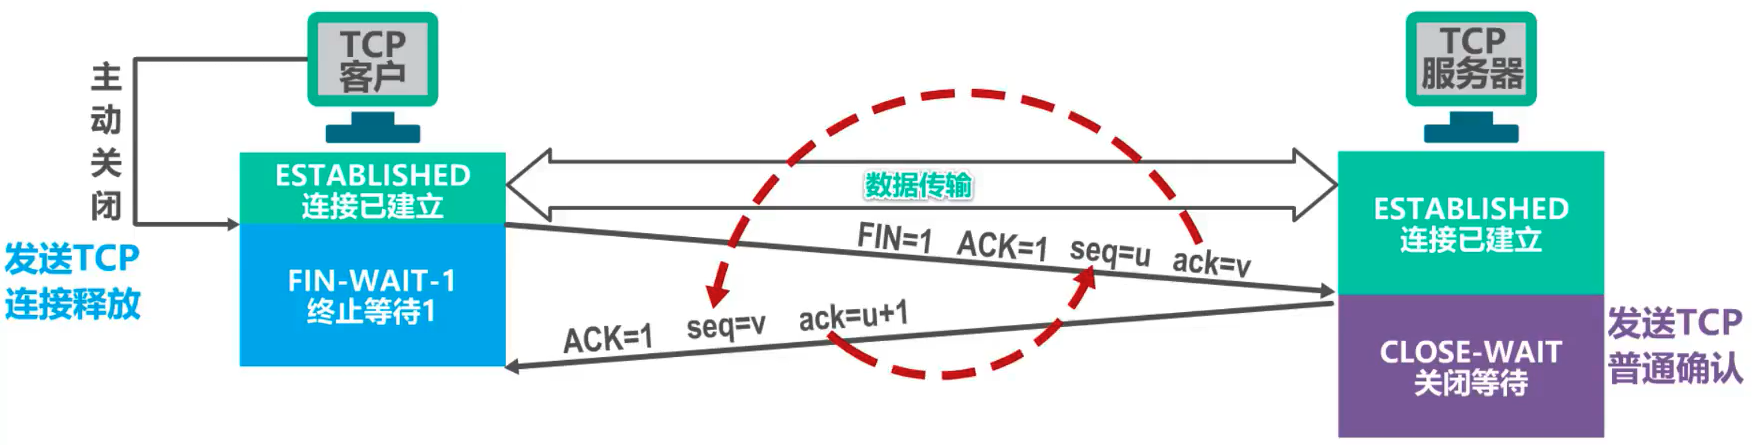 TCP
客户
TCP
服务器
主动关闭
ESTABLISHED
连接已建立
数据传输
ESTABLISHED
连接已建立
FIN=1 ACK=1 seq=u ack=v
发送TCP
连接释放
FIN-WAIT-1
终止等待1
ACK=1 seq=v ack=u+1
CLOSE-WAIT
关闭等待
发送TCP
普通确认